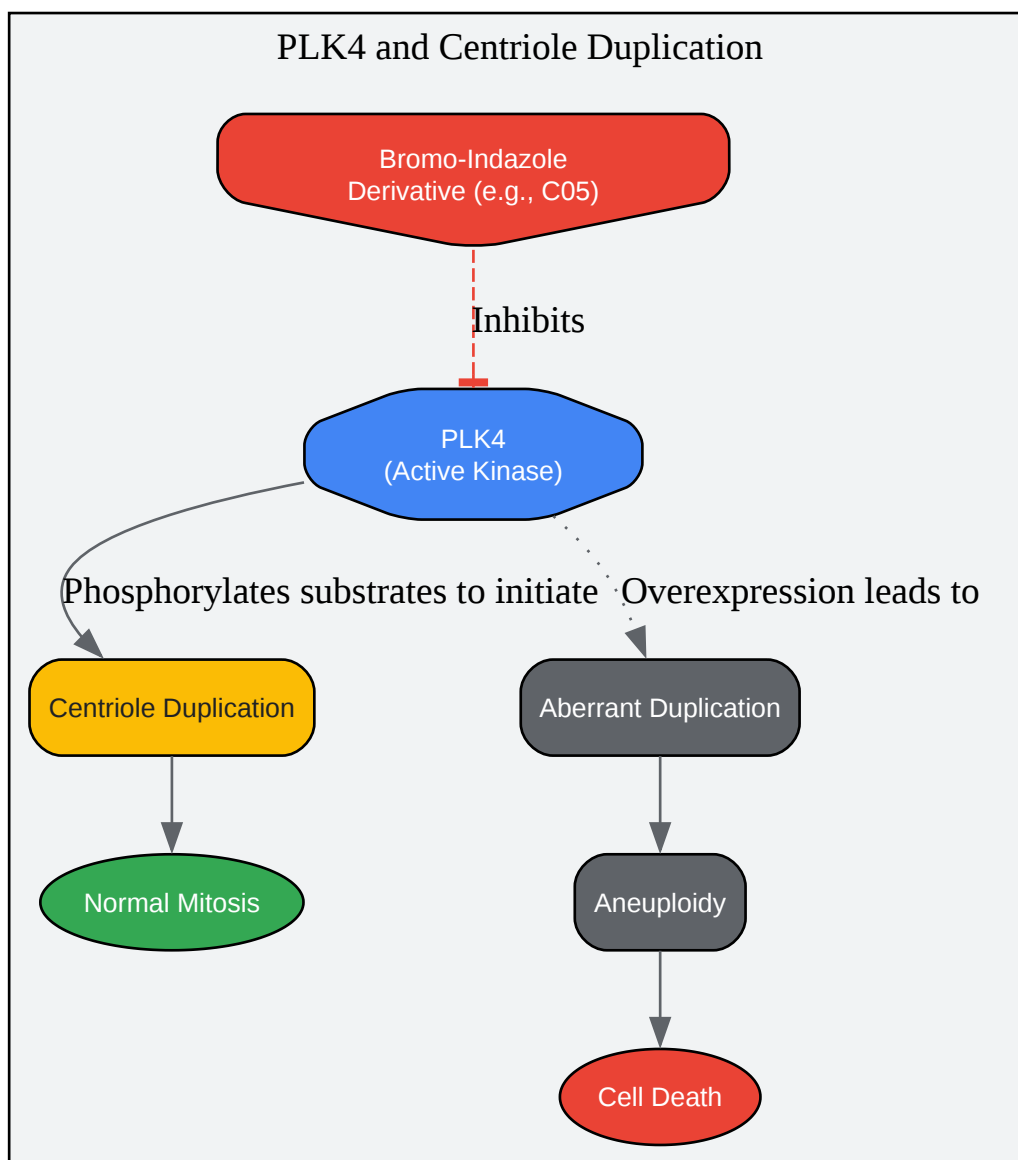 PLK4 and Centriole Duplication
Bromo-Indazole
Derivative (e.g., C05)
Inhibits
PLK4
(Active Kinase)
Phosphorylates substrates to initiate
Overexpression leads to
Centriole Duplication
Aberrant Duplication
Normal Mitosis
Aneuploidy
Cell Death